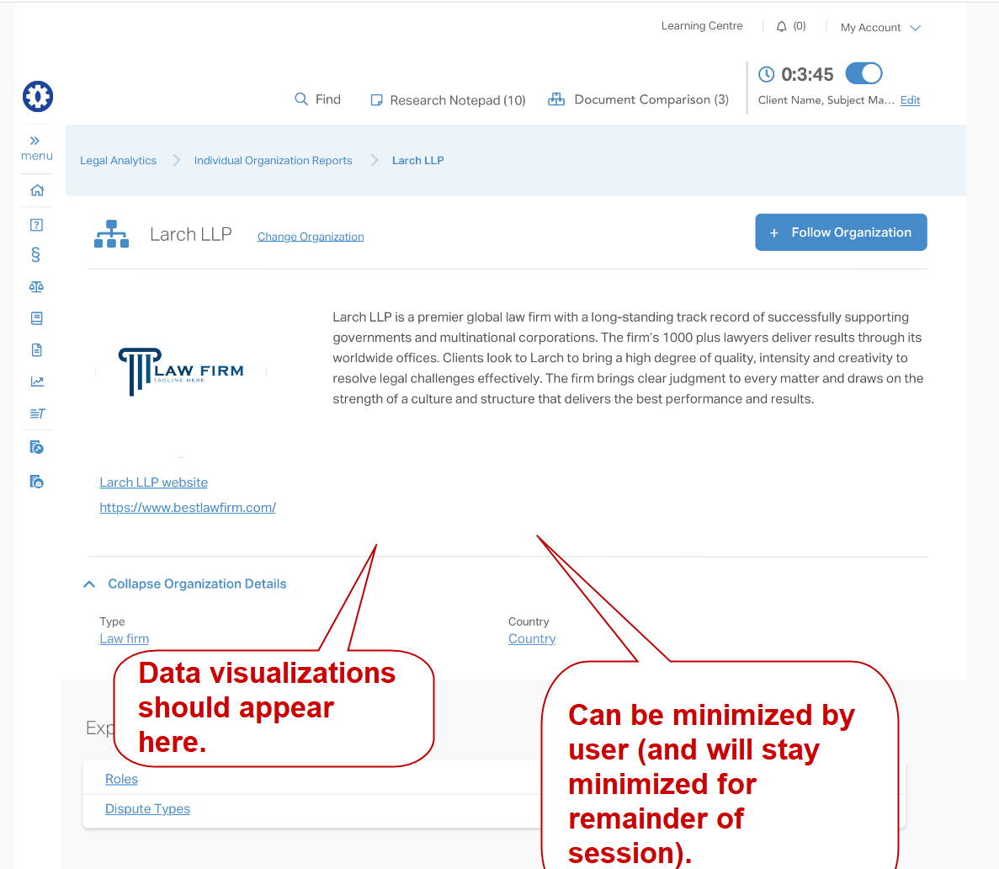 Learning Centre (0) My Account
0:3:45
Find Research Notepad (10) Document Comparison (3)
Client Name, Subject Ma... Edit
menu
Legal Analytics Individual Organization Reports Larch LLP
Larch LLP Change Organization + Follow Organization
Larch LLP is a premier global law firm with a long-standing track record of successfully supporting
governments and multinational corporations. The firm's 1000 plus lawyers deliver results through its
worldwide offices. Clients look to Larch to bring a high degree of quality, intensity and creativity to
resolve legal challenges effectively. The firm brings clear judgment to every matter and draws on the
strength of a culture and structure that delivers the best performance and results.
LAW FIRM
TAGLINE HERE
Larch LLP website
https://www.bestlawfirm.com/
Collapse Organization Details
Type
Law firm
Country
Country
Data visualizations
should appear
here.
Can be minimized by
user (and will stay
minimized for
remainder of
session).
Exp
Roles
Dispute Types